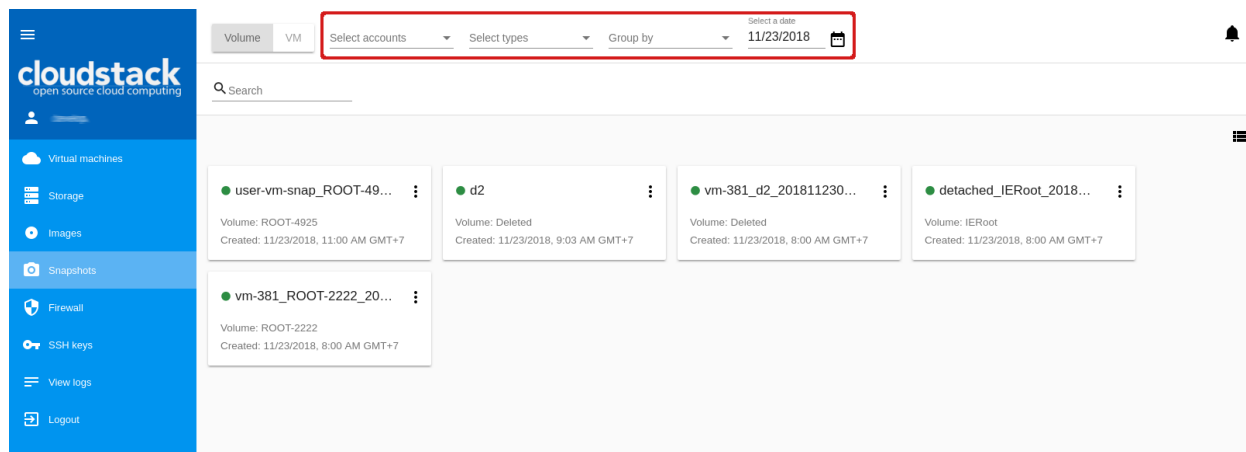 cloudstack
open source cloud computing
Virtual machines
Storage
Images
Snapshots
Firewall
SSH keys
View logs
Logout
Volume VM Select accounts Select types Group by
Select a date
11/23/2018
Search
user-vm-snap_ROOT-49...
Volume: ROOT-4925
Created: 11/23/2018, 11:00 AM GMT+7
d2
Volume: Deleted
Created: 11/23/2018, 9:03 AM GMT+7
vm-381_d2_201811230...
Volume: Deleted
Created: 11/23/2018, 8:00 AM GMT+7
detached_IERoot_2018...
Volume: IERoot
Created: 11/23/2018, 8:00 AM GMT+7
vm-381_ROOT-2222_20...
Volume: ROOT-2222
Created: 11/23/2018, 8:00 AM GMT+7